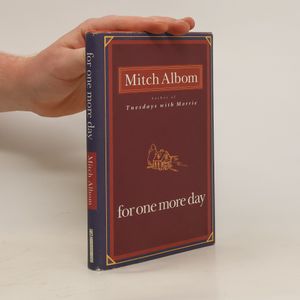 for one more day
Mitch Albom
Mitch Albom
author of
Tuesdays with Morrie
for one more day